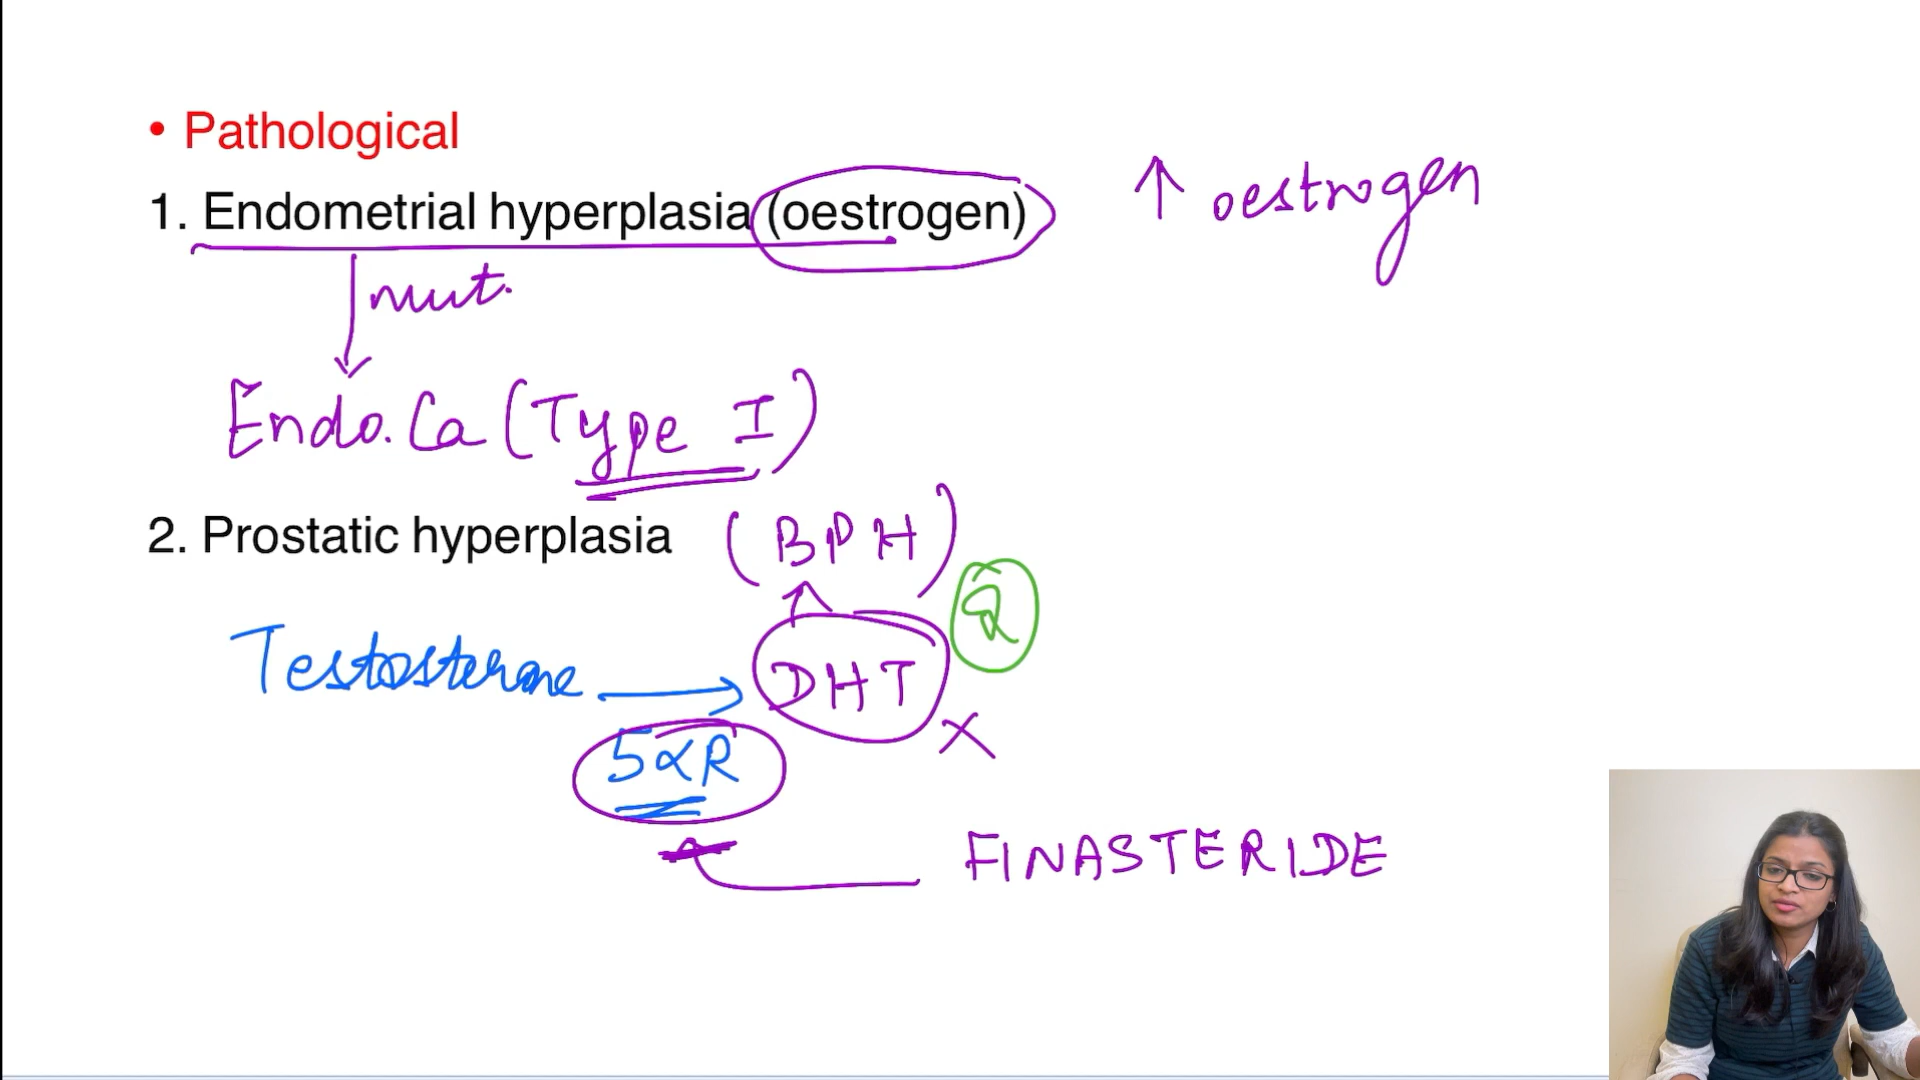 • Pathological
1. Endometrial hyperplasia (oestrogen) ↑ oestrogen
mut.
Endo. Ca (Type I)
2. Prostatic hyperplasia (BPH)
Testosterone → DHT
X
5αR
FINASTERIDE